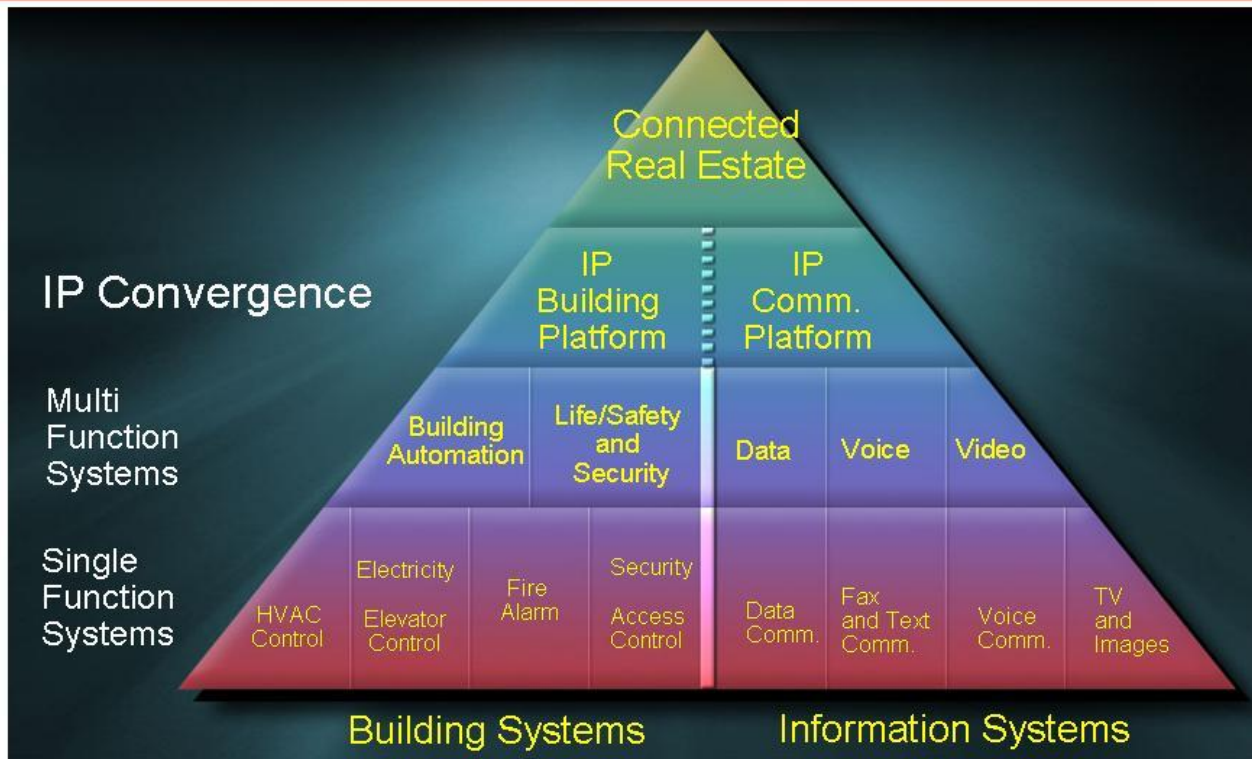 Connected
Real Estate
IP Convergence
IP
Building
Platform
IP
Comm.
Platform
Multi
Function
Systems
Building
Automation
Life/Safety
and
Security
Data
Voice
Video
Single
Function
Systems
HVAC
Control
Electricity
Elevator
Control
Fire
Alarm
Security
Access
Control
Data
Comm.
Fax
and Text
Comm.
Voice
Comm.
TV
and
Images
Building Systems
Information Systems